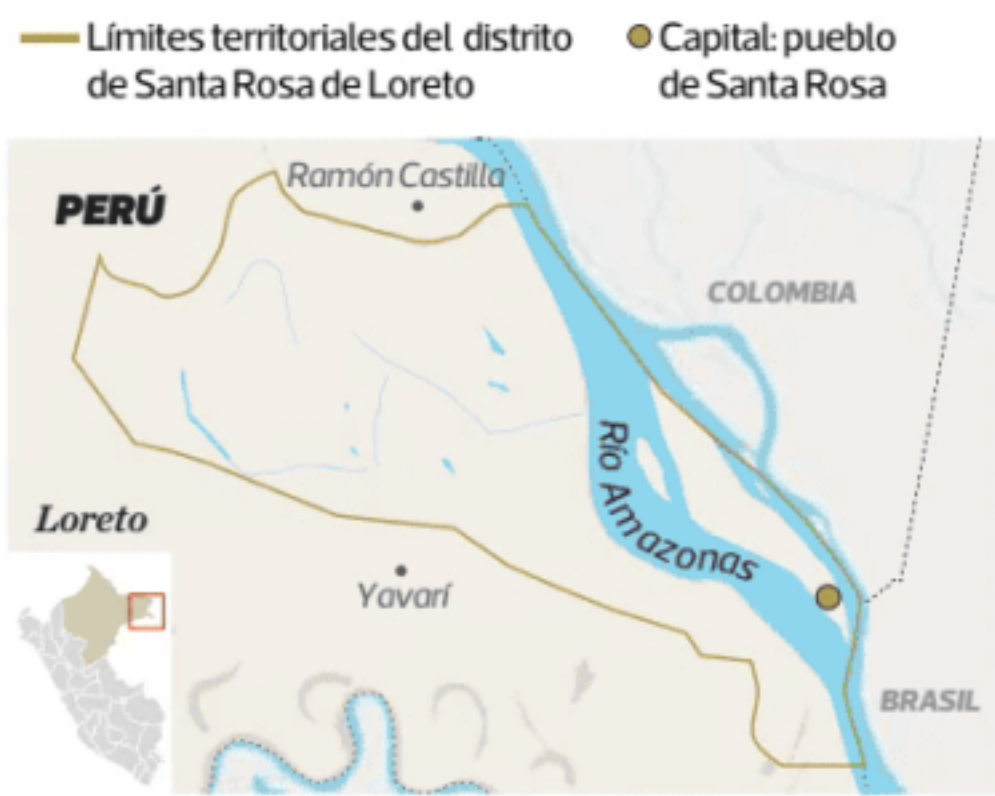 Límites territoriales del distrito
de Santa Rosa de Loreto
Capital: pueblo
de Santa Rosa
Ramón Castilla
PERÚ
COLOMBIA
Río Amazonas
Loreto
Yavarí
BRASIL